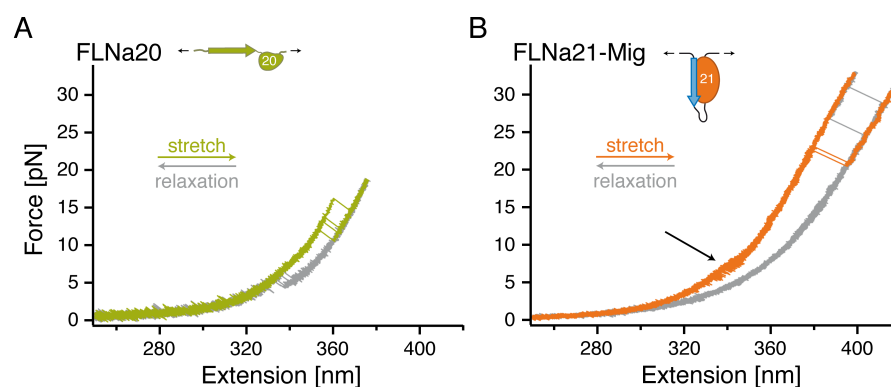 A
FLNa20
20
stretch
relaxation
Force [pN]
30
25
20
15
10
5
0
280
320
360
400
Extension [nm]
B
FLNa21-Mig
21
stretch
relaxation
30
25
20
15
10
5
0
280
320
360
400
Extension [nm]